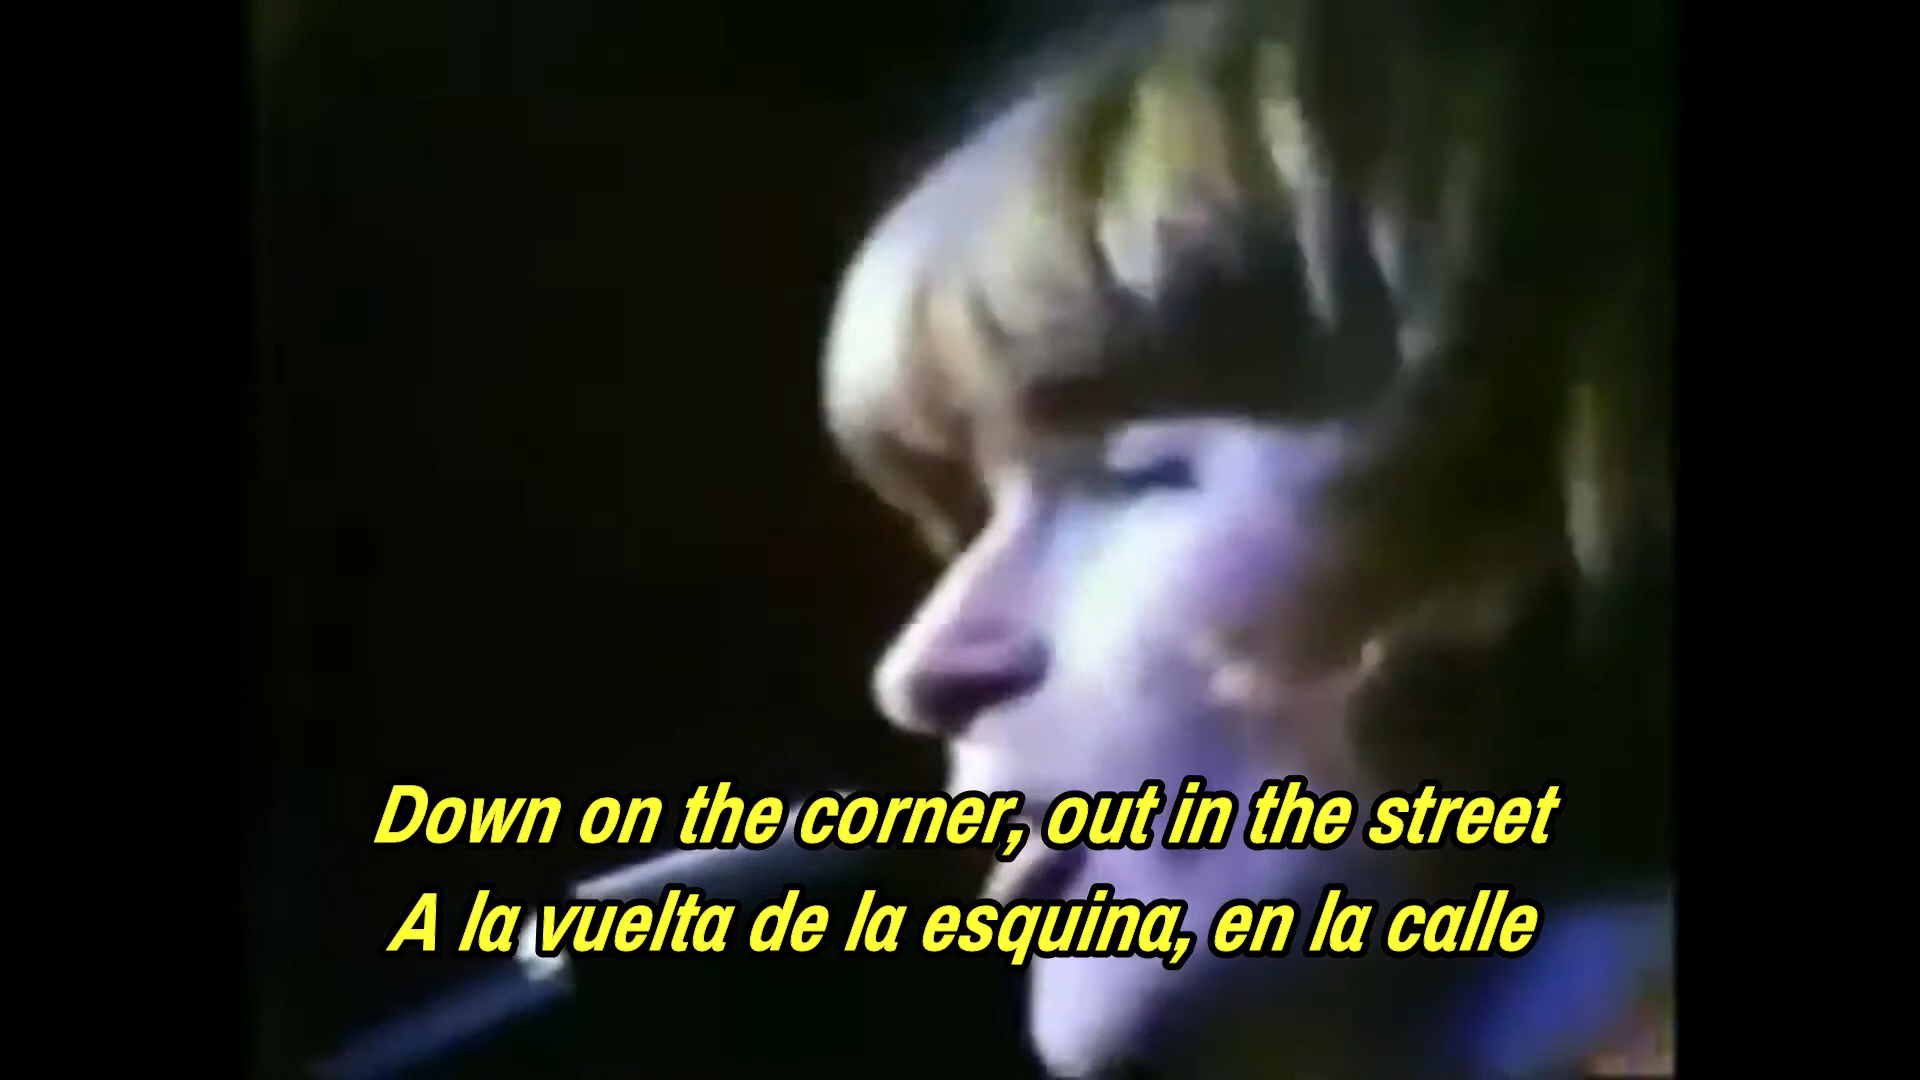 Down on the corner, out in the street
A la vuelta de la esquina, en la calle